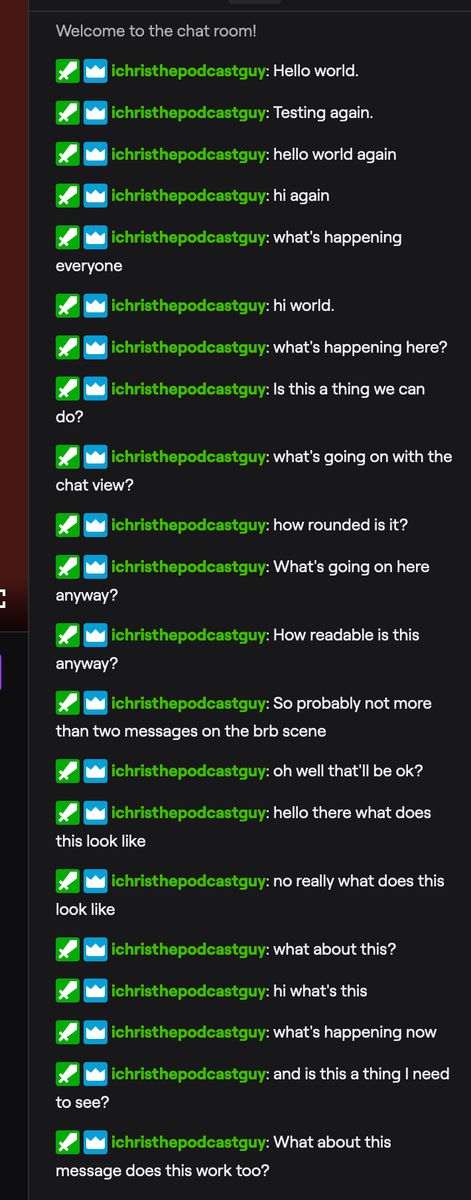 Welcome to the chat room!
ichristhepodcastguy: Hello world.
ichristhepodcastguy: Testing again.
ichristhepodcastguy: hello world again
ichristhepodcastguy: hi again
ichristhepodcastguy: what's happening
everyone
ichristhepodcastguy: hi world.
ichristhepodcastguy: what's happening here?
ichristhepodcastguy: Is this a thing we can
do?
ichristhepodcastguy: what's going on with the
chat view?
ichristhepodcastguy: how rounded is it?
ichristhepodcastguy: What's going on here
anyway?
ichristhepodcastguy: How readable is this
anyway?
ichristhepodcastguy: So probably not more
than two messages on the brb scene
ichristhepodcastguy: oh well that'll be ok?
ichristhepodcastguy: hello there what does
this look like
ichristhepodcastguy: no really what does this
look like
ichristhepodcastguy: what about this?
ichristhepodcastguy: hi what's this
ichristhepodcastguy: what's happening now
ichristhepodcastguy: and is this a thing I need
to see?
ichristhepodcastguy: What about this
message does this work too?